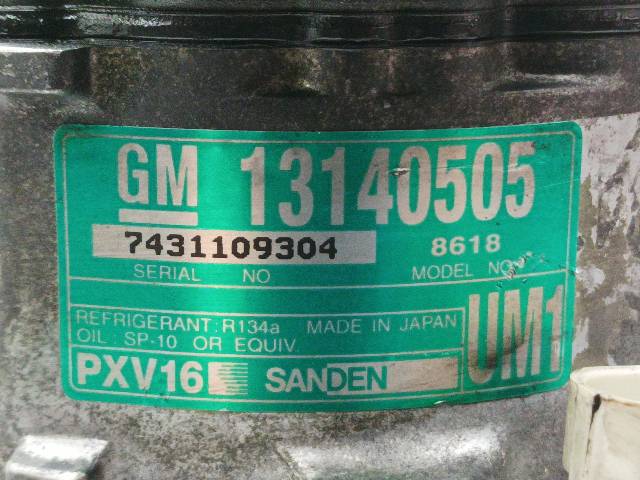 GM 13140505
7431109304 8618
SERIAL NO MODEL NO
REFRIGERANT: R134a MADE IN JAPAN
OIL: SP-10 OR EQUIV.
UM1
PXV16 SANDEN